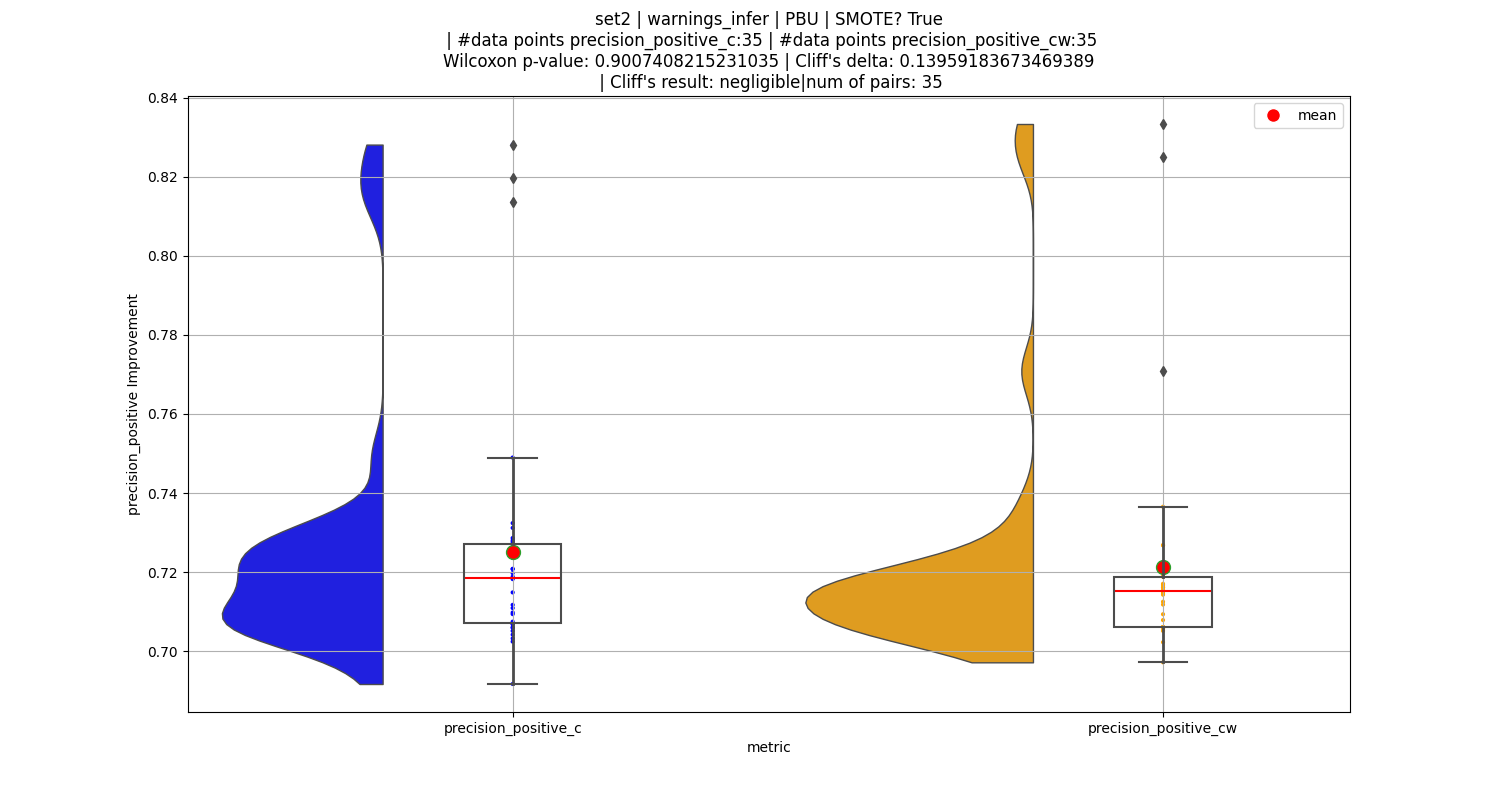 set2 | warnings_infer | PBU | SMOTE? True
| #data points precision_positive_c:35 | #data points precision_positive_cw:35
Wilcoxon p-value: 0.9007408215231035 | Cliff's delta: 0.13959183673469389
| Cliff's result: negligible|num of pairs: 35
mean
0.84
0.82
0.80
0.78
0.76
0.74
0.72
0.70
precision_positive Improvement
precision_positive_c
precision_positive_cw
metric